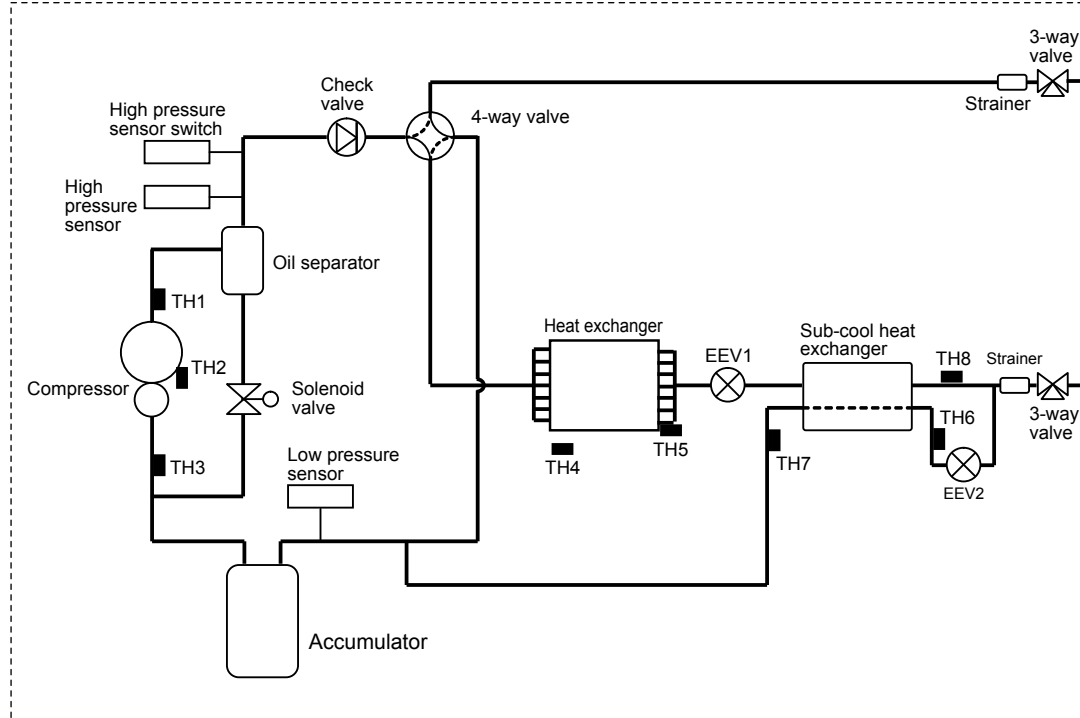 3-way
valve
Strainer
Check
valve
4-way valve
High pressure
sensor switch
High
pressure
sensor
Oil separator
TH1
TH2
Compressor
Solenoid
valve
TH3
Low pressure
sensor
Accumulator
Heat exchanger
TH4
TH5
EEV1
Sub-cool heat
exchanger
TH8
Strainer
3-way
valve
TH6
TH7
EEV2